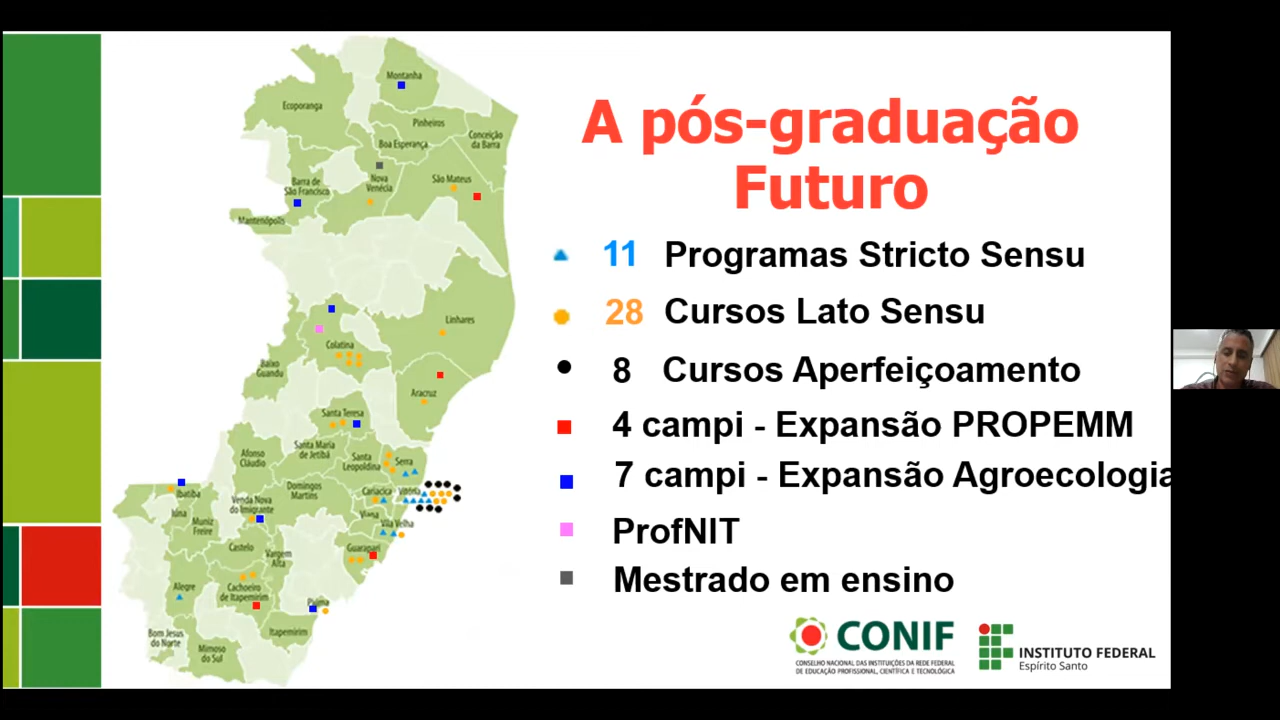 A pós-graduação
Futuro
11 Programas Stricto Sensu
28 Cursos Lato Sensu
8 Cursos Aperfeiçoamento
4 campi - Expansão PROPEMM
7 campi - Expansão Agroecologia
ProfNIT
Mestrado em ensino
CONIF
CONSELHO NACIONAL DAS INSTITUIÇÕES DA REDE FEDERAL
DE EDUCAÇÃO PROFISSIONAL, CIENTÍFICA E TECNOLÓGICA
INSTITUTO FEDERAL
Espírito Santo
Montanha
Ecoporanga
Pinheiros
Conceição
da Barra
Boa Esperança
Barra de
São Francisco
Nova
Venécia
São Mateus
Mantenópolis
Linhares
Colatina
Baixo
Guandu
Aracruz
Santa Teresa
Santa Maria
de Jetibá
Afonso
Cláudio
Santa
Leopoldina
Serra
Domingos
Martins
Cariacica
Vitória
Ibatiba
Venda Nova
do Imigrante
Viana
Vila Velha
Iúna
Muniz
Freire
Castelo
Vargem
Alta
Guarapari
Alegre
Cachoeiro
de Itapemirim
Piúma
Itapemirim
Bom Jesus
do Norte
Mimoso
do Sul